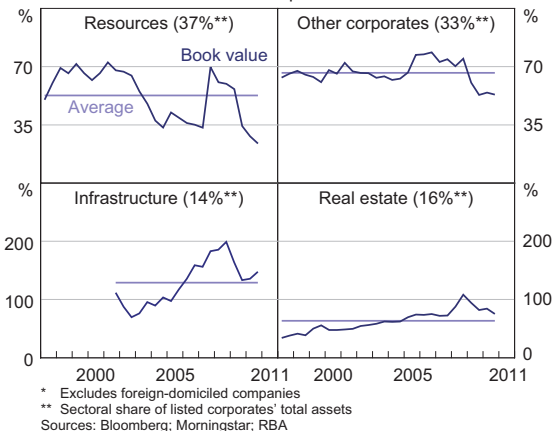 % Resources (37%**) Other corporates (33%**) %
70 Book value 70
Average
35 35
% Infrastructure (14%**) Real estate (16%**) %
200 200
100 100
0 0
2000 2005 2011 2000 2005 2011
* Excludes foreign-domiciled companies
** Sectoral share of listed corporates' total assets
Sources: Bloomberg; Morningstar; RBA